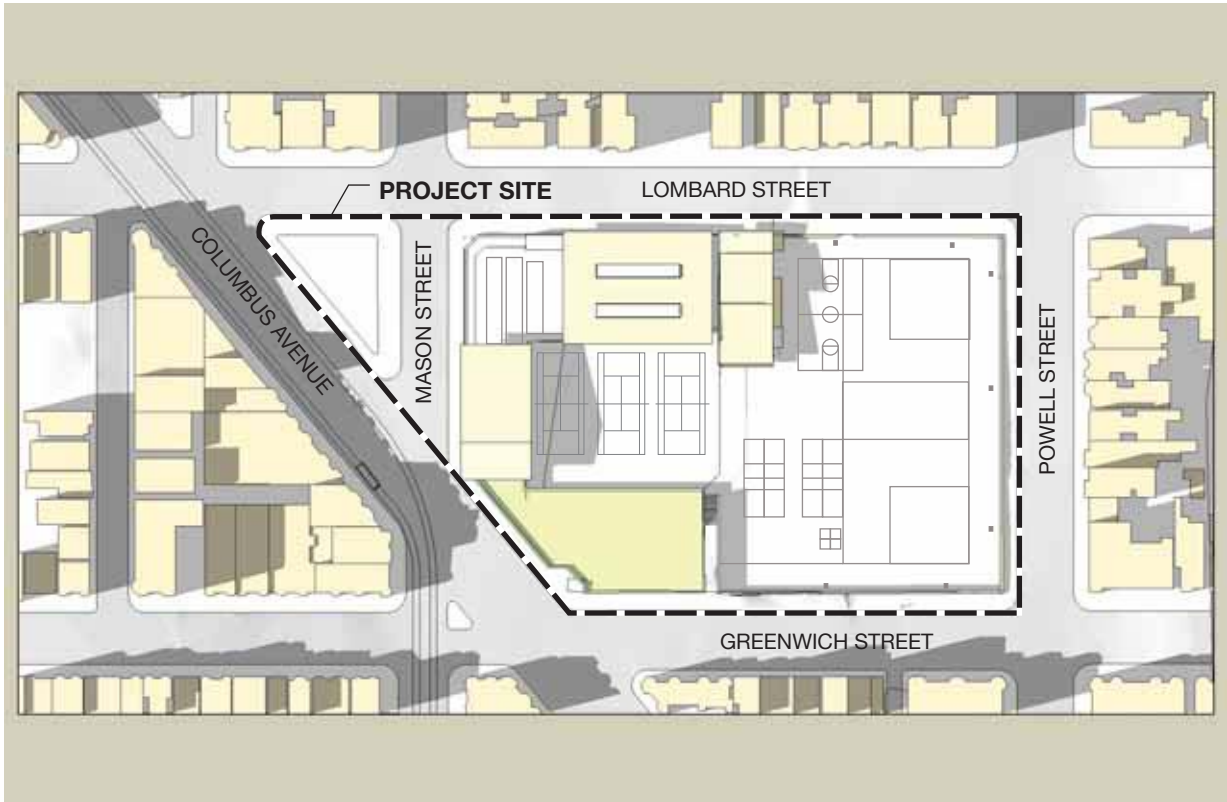 PROJECT SITE
LOMBARD STREET
COLUMBUS AVENUE
MASON STREET
POWELL STREET
GREENWICH STREET